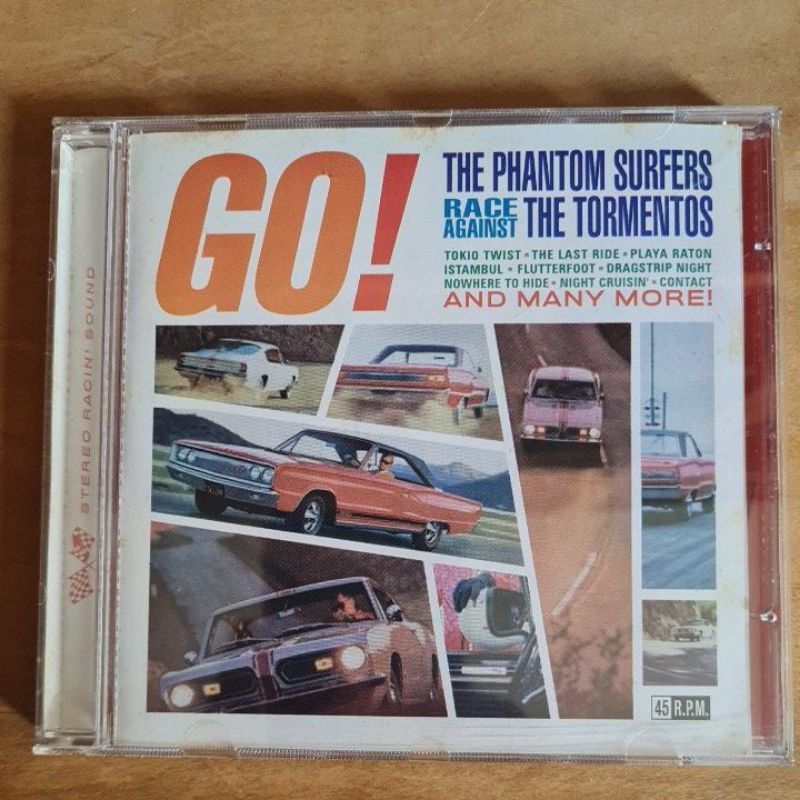 GO!
THE PHANTOM SURFERS
RACE AGAINST THE TORMENTOS
TOKIO TWIST • THE LAST RIDE • PLAYA RATON
ISTAMBUL • FLUTTERFOOT • DRAGSTRIP NIGHT
NOWHERE TO HIDE • NIGHT CRUISIN' • CONTACT
AND MANY MORE!
STEREO RACIN' SOUND
45 R.P.M.